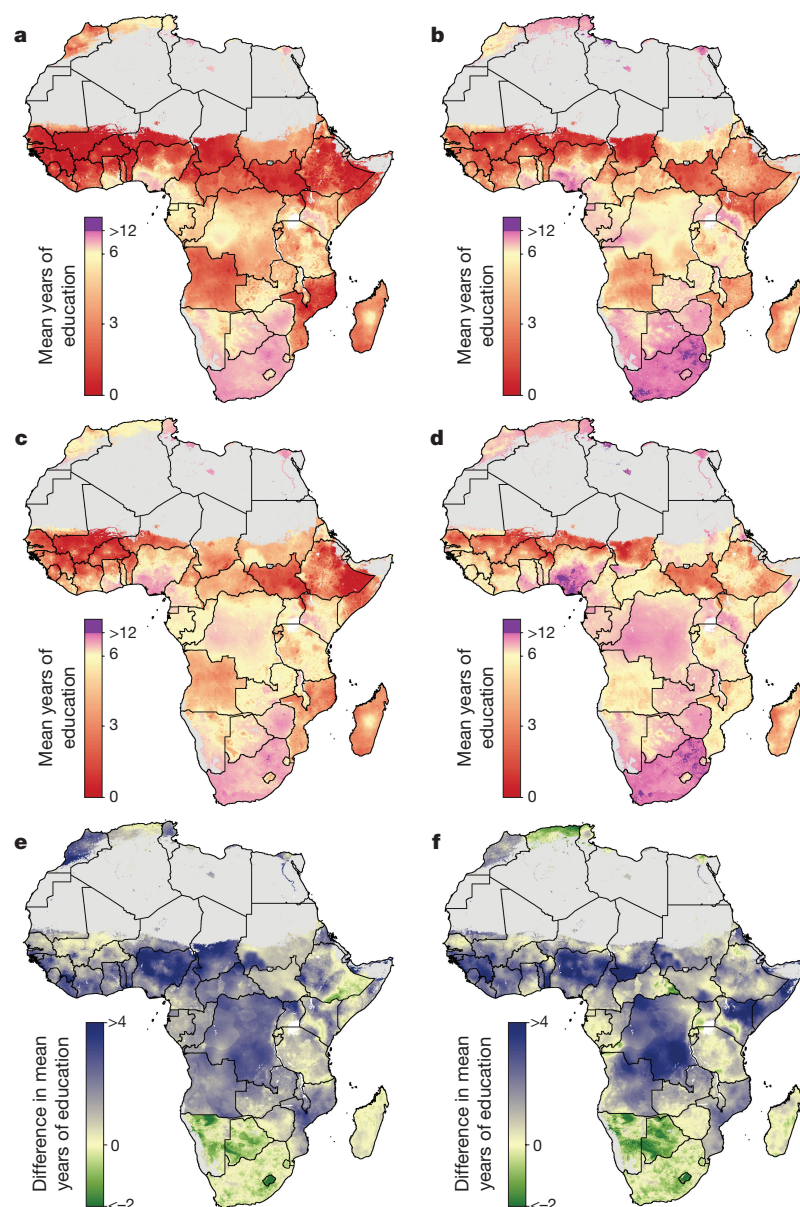 a
b
>12
6
3
0
Mean years of
education
>12
6
3
0
Mean years of
education
c
d
>12
6
3
0
Mean years of
education
>12
6
3
0
Mean years of
education
e
f
>4
0
<–2
Difference in mean
years of education
>4
0
<–2
Difference in mean
years of education